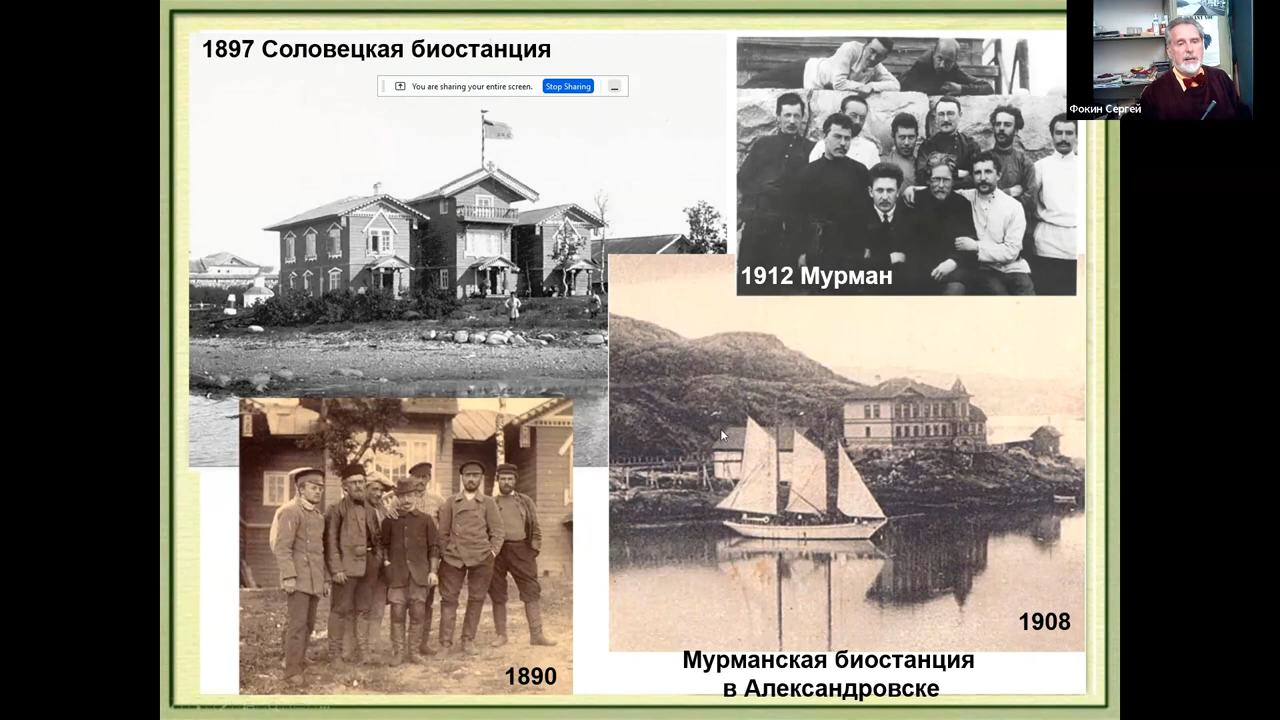 1897 Соловецкая биостанция
You are sharing your entire screen.
Stop Sharing
Фокин Сергей
1912 Мурман
1908
1890
Мурманская биостанция
в Александровске